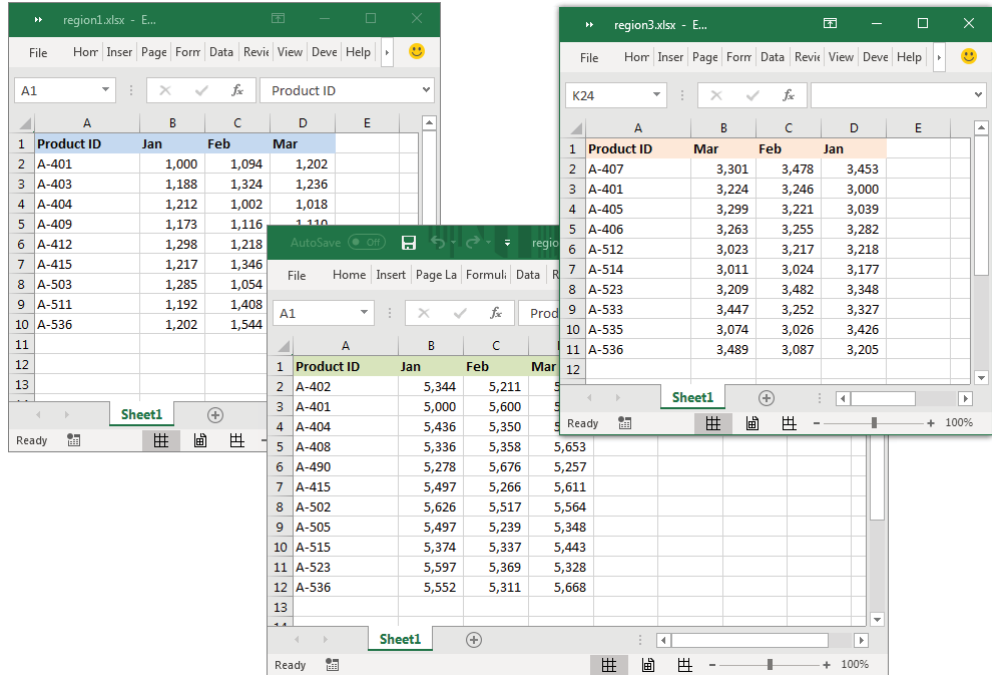 region1.xlsx - E...
File Horr Inser Page Forr Data Revie View Deve Help
A1 fx Product ID
A B C D E
1 Product ID Jan Feb Mar
2 A-401 1,000 1,094 1,202
3 A-403 1,188 1,324 1,236
4 A-404 1,212 1,002 1,018
5 A-409 1,173 1,116 1,110
6 A-412 1,298 1,218
7 A-415 1,217 1,346
8 A-503 1,285 1,054
9 A-511 1,192 1,408
10 A-536 1,202 1,544
11
12
13
Sheet1
Ready
AutoSave Off regio
File Home Insert Page La Formula Data R
A1 fx Prod
A B C
1 Product ID Jan Feb Mar
2 A-402 5,344 5,211 5
3 A-401 5,000 5,600 5
4 A-404 5,436 5,350 5
5 A-408 5,336 5,358 5,653
6 A-490 5,278 5,676 5,257
7 A-415 5,497 5,266 5,611
8 A-502 5,626 5,517 5,564
9 A-505 5,497 5,239 5,348
10 A-515 5,374 5,337 5,443
11 A-523 5,597 5,369 5,328
12 A-536 5,552 5,311 5,668
13
Sheet1
Ready 100%
region3.xlsx - E...
File Horr Inser Page Forr Data Revie View Deve Help
K24 fx
A B C D E
1 Product ID Mar Feb Jan
2 A-407 3,301 3,478 3,453
3 A-401 3,224 3,246 3,000
4 A-405 3,299 3,221 3,039
5 A-406 3,263 3,255 3,282
6 A-512 3,023 3,217 3,218
7 A-514 3,011 3,024 3,177
8 A-523 3,209 3,482 3,348
9 A-533 3,447 3,252 3,327
10 A-535 3,074 3,026 3,426
11 A-536 3,489 3,087 3,205
12
Sheet1
Ready 100%